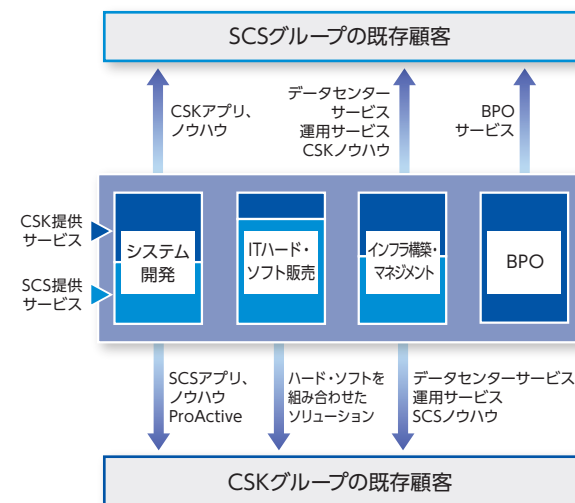 SCSグループの既存顧客
CSKアプリ、
ノウハウ
データセンター
サービス
運用サービス
CSKノウハウ
BPO
サービス
CSK提供
サービス
SCS提供
サービス
システム
開発
ITハード・
ソフト販売
インフラ構築・
マネジメント
BPO
SCSアプリ、
ノウハウ
ProActive
ハード・ソフトを
組み合わせた
ソリューション
データセンターサービス
運用サービス
SCSノウハウ
CSKグループの既存顧客